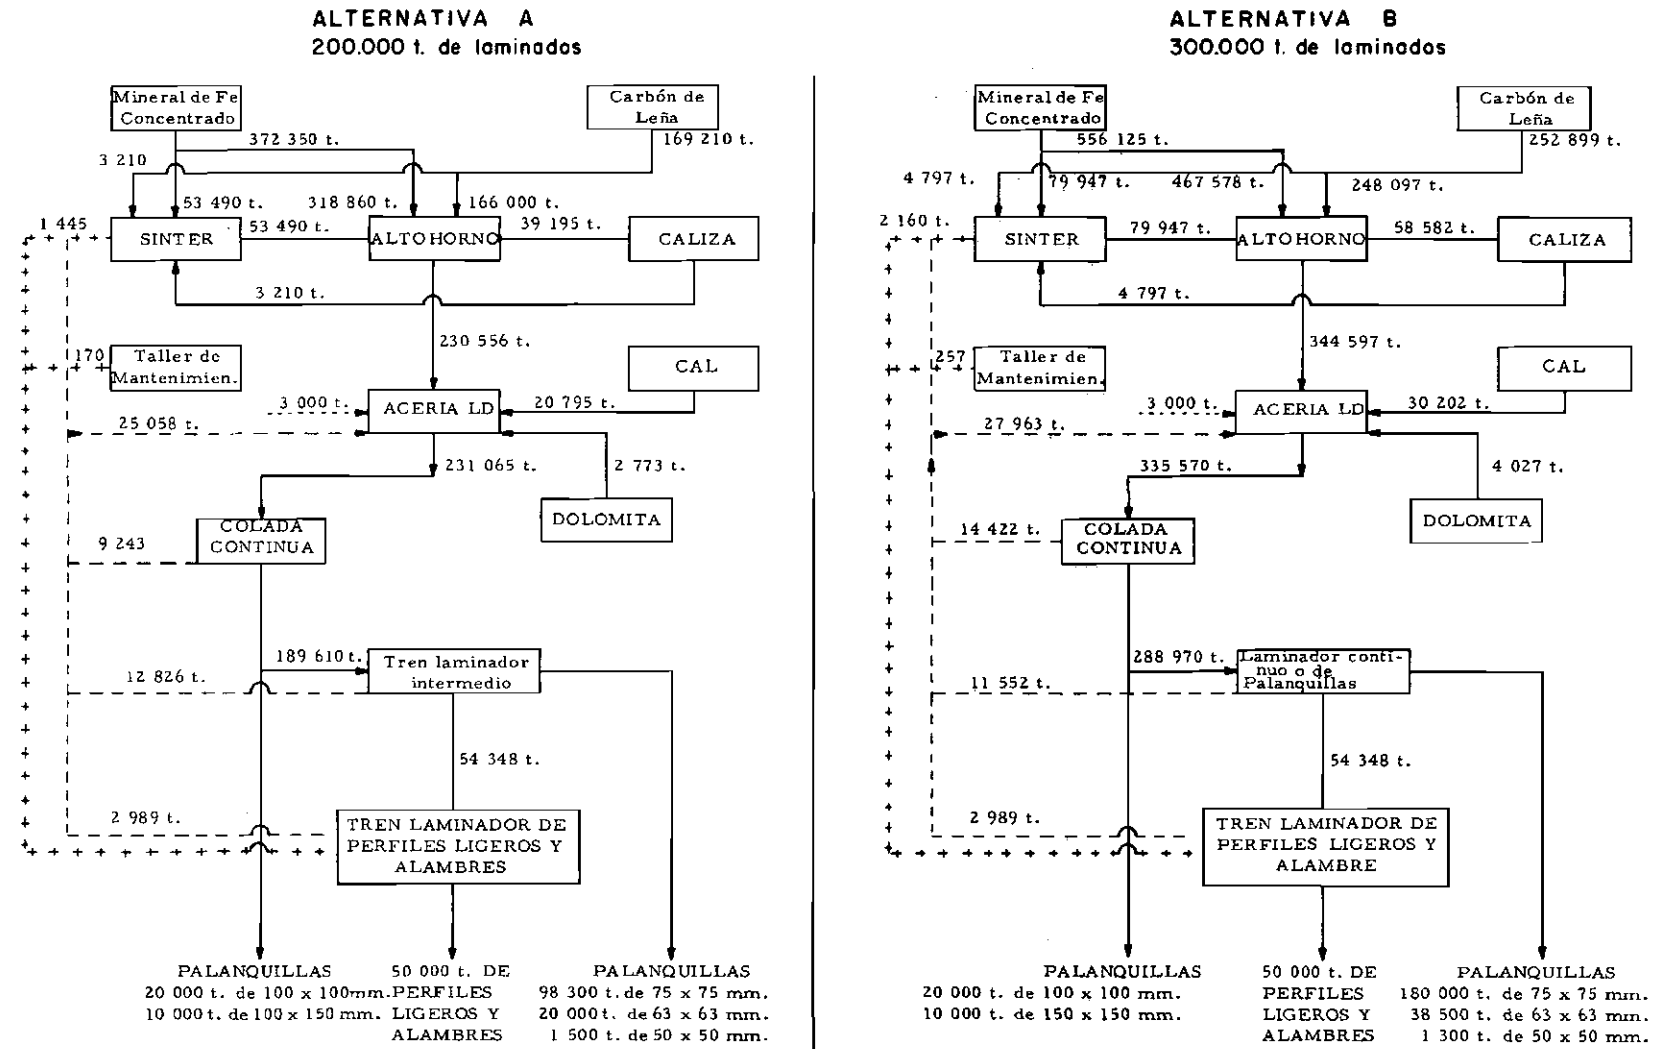 ALTERNATIVA A
200.000 t. de laminados
Mineral de Fe
Concentrado
Carbón de
Leña
372 350 t.
169 210 t.
3 210
53 490 t.
318 860 t.
166 000 t.
1 445
SINTER
53 490 t.
ALTO HORNO
39 195 t.
CALIZA
3 210 t.
230 556 t.
170
Taller de
Mantenimien.
CAL
3 000 t.
ACERIA LD
20 795 t.
25 058 t.
231 065 t.
2 773 t.
COLADA
CONTINUA
DOLOMITA
9 243
189 610 t.
Tren laminador
intermedio
12 826 t.
54 348 t.
2 989 t.
TREN LAMINADOR DE
PERFILES LIGEROS Y
ALAMBRES
PALANQUILLAS
20 000 t. de 100 x 100mm.
10 000t. de 100 x 150 mm.
50 000 t. DE
PERFILES
LIGEROS Y
ALAMBRES
PALANQUILLAS
98 300 t. de 75 x 75 mm.
20 000t. de 63 x 63 mm.
1 500 t. de 50 x 50 mm.
ALTERNATIVA B
300.000 t. de laminados
Mineral de Fe
Concentrado
Carbón de
Leña
556 125 t.
252 899 t.
4 797 t.
79 947 t.
467 578 t.
248 097 t.
2 160 t.
SINTER
79 947 t.
ALTO HORNO
58 582 t.
CALIZA
4 797 t.
344 597 t.
257
Taller de
Mantenimien.
CAL
3 000 t.
ACERIA LD
30 202 t.
27 963 t.
335 570 t.
4 027 t.
COLADA
CONTINUA
DOLOMITA
14 422 t.
288 970 t.
Laminador conti-
nuo o de
Palanquillas
11 552 t.
54 348 t.
2 989 t.
TREN LAMINADOR DE
PERFILES LIGEROS Y
ALAMBRE
PALANQUILLAS
20 000 t. de 100 x 100 mm.
10 000 t. de 150 x 150 mm.
50 000 t. DE
PERFILES
LIGEROS Y
ALAMBRES
PALANQUILLAS
180 000 t. de 75 x 75 mm.
38 500 t. de 63 x 63 mm.
1 300 t. de 50 x 50 mm.